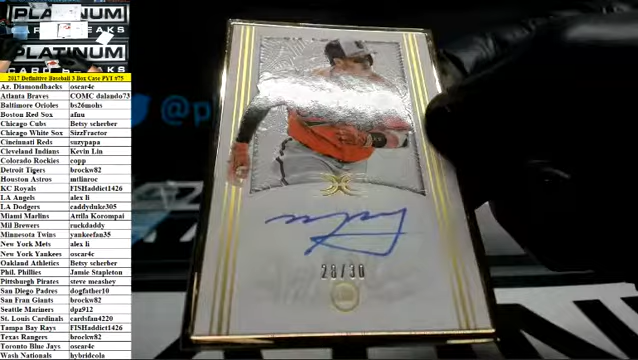 PLATINUM
PLATINUM
CARD BREAKS
2017 Definitive Baseball 3 Box Case PYT #75
Az. Diamondbacks oscar4c
Atlanta Braves COMC dalando73
Baltimore Orioles bs26mohs
Boston Red Sox afnu
Chicago Cubs Betsy scherber
Chicago White Sox SizzFractor
Cincinnati Reds suzypapa
Cleveland Indians Kevin Lin
Colorado Rockies copp
Detroit Tigers brockw82
Houston Astros mtlinroc
KC Royals FISHaddict1426
LA Angels alex li
LA Dodgers caddyduke305
Miami Marlins Attila Korompai
Mil Brewers ruckdaddy
Minnesota Twins yankeefan35
New York Mets alex li
New York Yankees oscar4c
Oakland Athletics Betsy scherber
Phil. Phillies Jamie Stapleton
Pittsburgh Pirates steve meashey
San Diego Padres dogfather10
San Fran Giants brockw82
Seattle Mariners dpz912
St. Louis Cardinals cardsfan4220
Tampa Bay Rays FISHaddict1426
Texas Rangers brockw82
Toronto Blue Jays oscar4c
Wash Nationals hybridcola
28/30